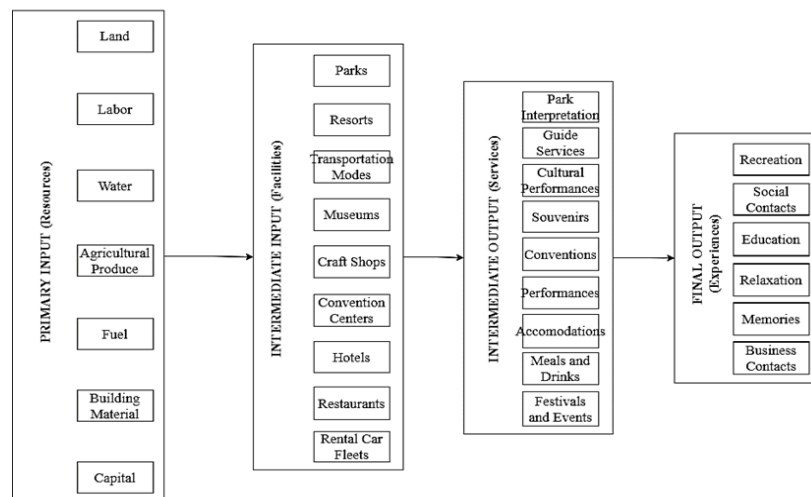 PRIMARY INPUT (Resources)
Land
Labor
Water
Agricultural
Produce
Fuel
Building
Material
Capital
INTERMEDIATE INPUT (Facilities)
Parks
Resorts
Transportation
Modes
Museums
Craft Shops
Convention
Centers
Hotels
Restaurants
Rental Car
Fleets
INTERMEDIATE OUTPUT (Services)
Park
Interpretation
Guide
Services
Cultural
Performances
Souvenirs
Conventions
Performances
Accomodations
Meals and
Drinks
Festivals
and Events
FINAL OUTPUT
(Experiences)
Recreation
Social
Contacts
Education
Relaxation
Memories
Business
Contacts